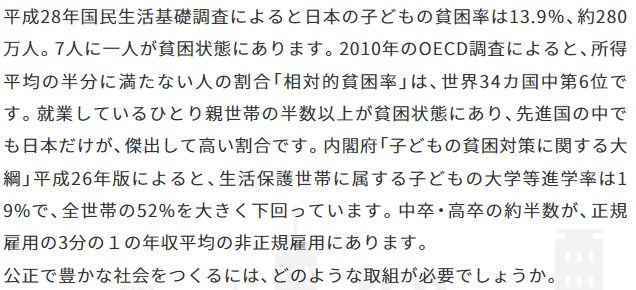 平成28年国民生活基礎調査によると日本の子どもの貧困率は13.9%、約280
万人。7人に一人が貧困状態にあります。2010年のOECD調査によると、所得
平均の半分に満たない人の割合「相対的貧困率」は、世界34カ国中第6位で
す。就業しているひとり親世帯の半数以上が貧困状態にあり、先進国の中で
も日本だけが、傑出して高い割合です。内閣府「子どもの貧困対策に関する大
綱」平成26年版によると、生活保護世帯に属する子どもの大学等進学率は1
9%で、全世帯の52%を大きく下回っています。中卒・高卒の約半数が、正規
雇用の3分の１の年収平均の非正規雇用にあります。
公正で豊かな社会をつくるには、どのような取組が必要でしょうか。